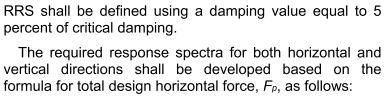 RRS shall be defined using a damping value equal to 5
percent of critical damping.
The required response spectra for both horizontal and
vertical directions shall be developed based on the
formula for total design horizontal force, Fp, as follows: